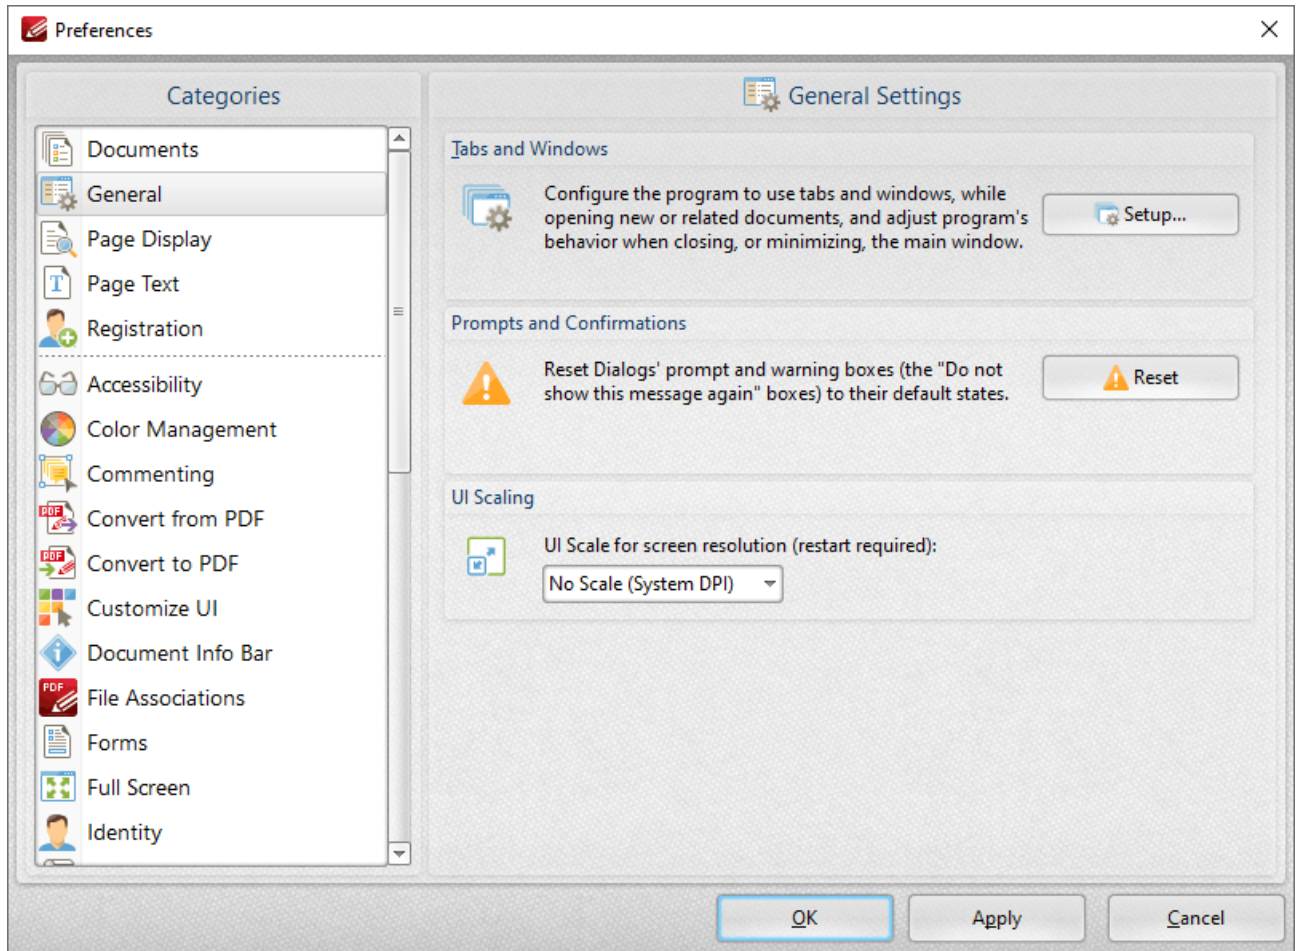 Preferences
Categories
Documents
General
Page Display
Page Text
Registration
Accessibility
Color Management
Commenting
PDF
Convert from PDF
PDF
Convert to PDF
Customize UI
Document Info Bar
PDF
File Associations
Forms
Full Screen
Identity
General Settings
Tabs and Windows
Configure the program to use tabs and windows, while
opening new or related documents, and adjust program's
behavior when closing, or minimizing, the main window.
Setup...
Prompts and Confirmations
Reset Dialogs' prompt and warning boxes (the "Do not
show this message again" boxes) to their default states.
Reset
UI Scaling
UI Scale for screen resolution (restart required):
No Scale (System DPI)
OK
Apply
Cancel